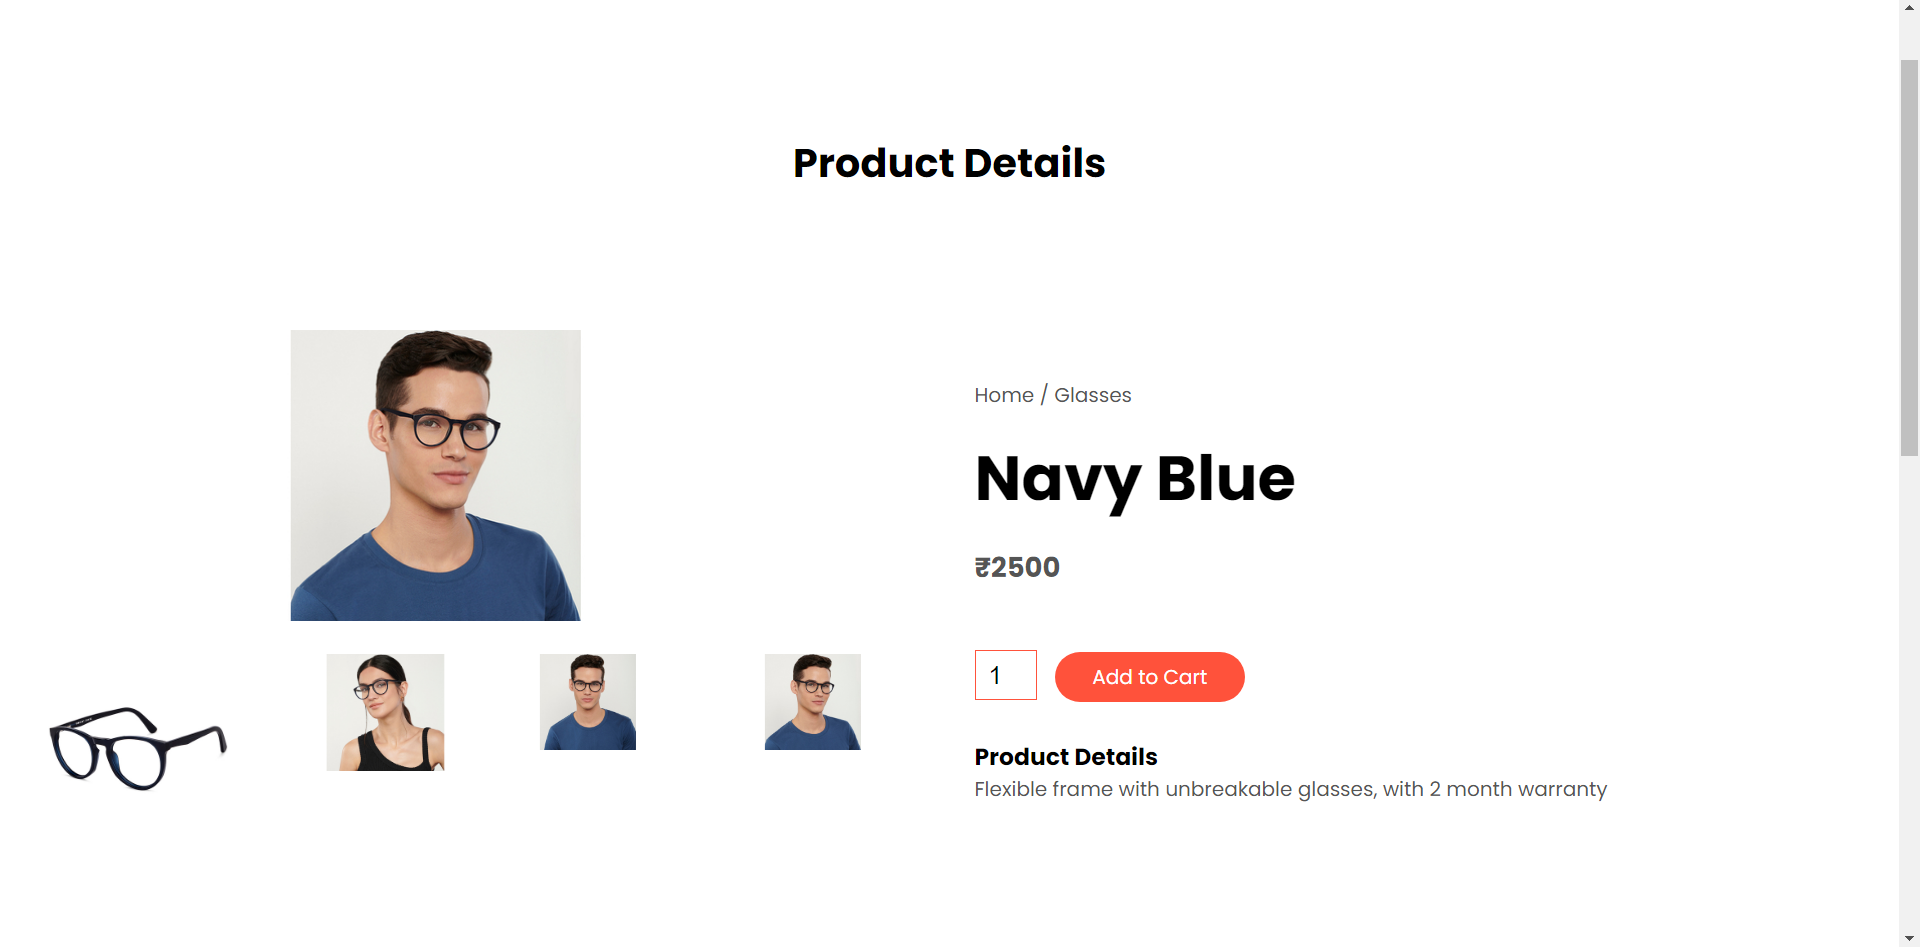 Product Details
Home / Glasses
Navy Blue
₹2500
1
Add to Cart
Product Details
Flexible frame with unbreakable glasses, with 2 month warranty